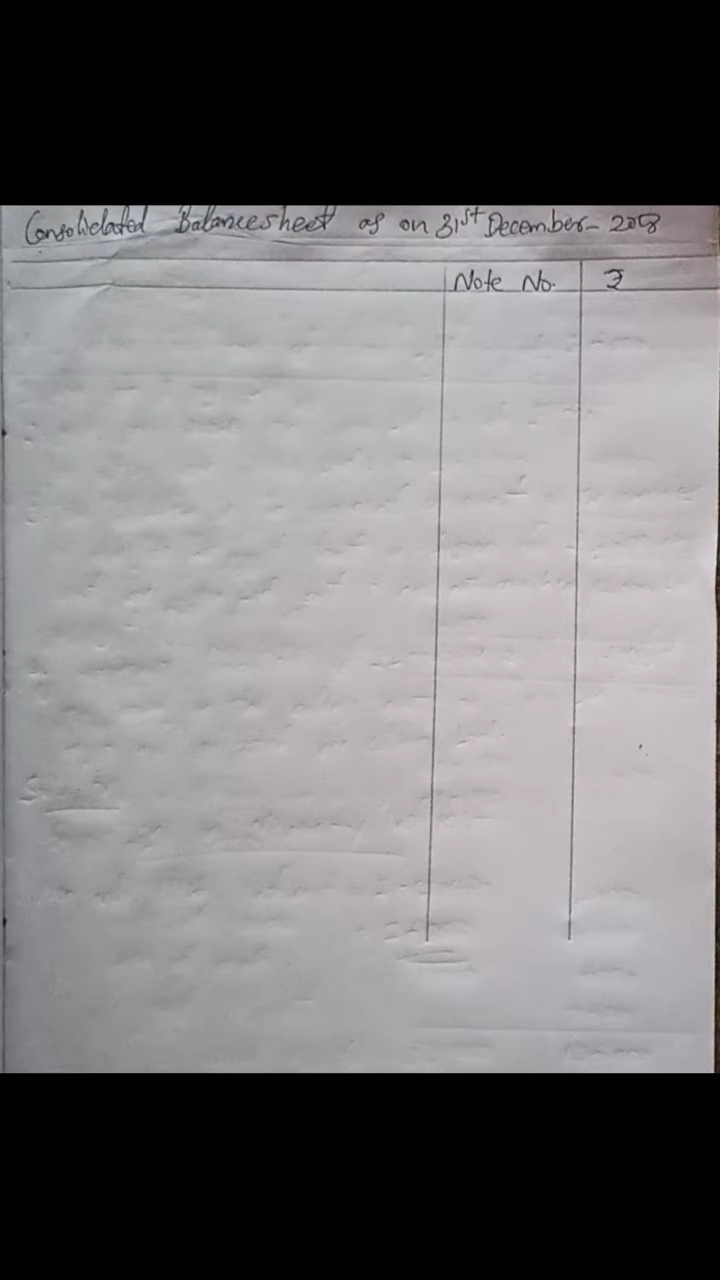 Consolidated Balancesheet as on 31st December- 2018
Note No. ₹